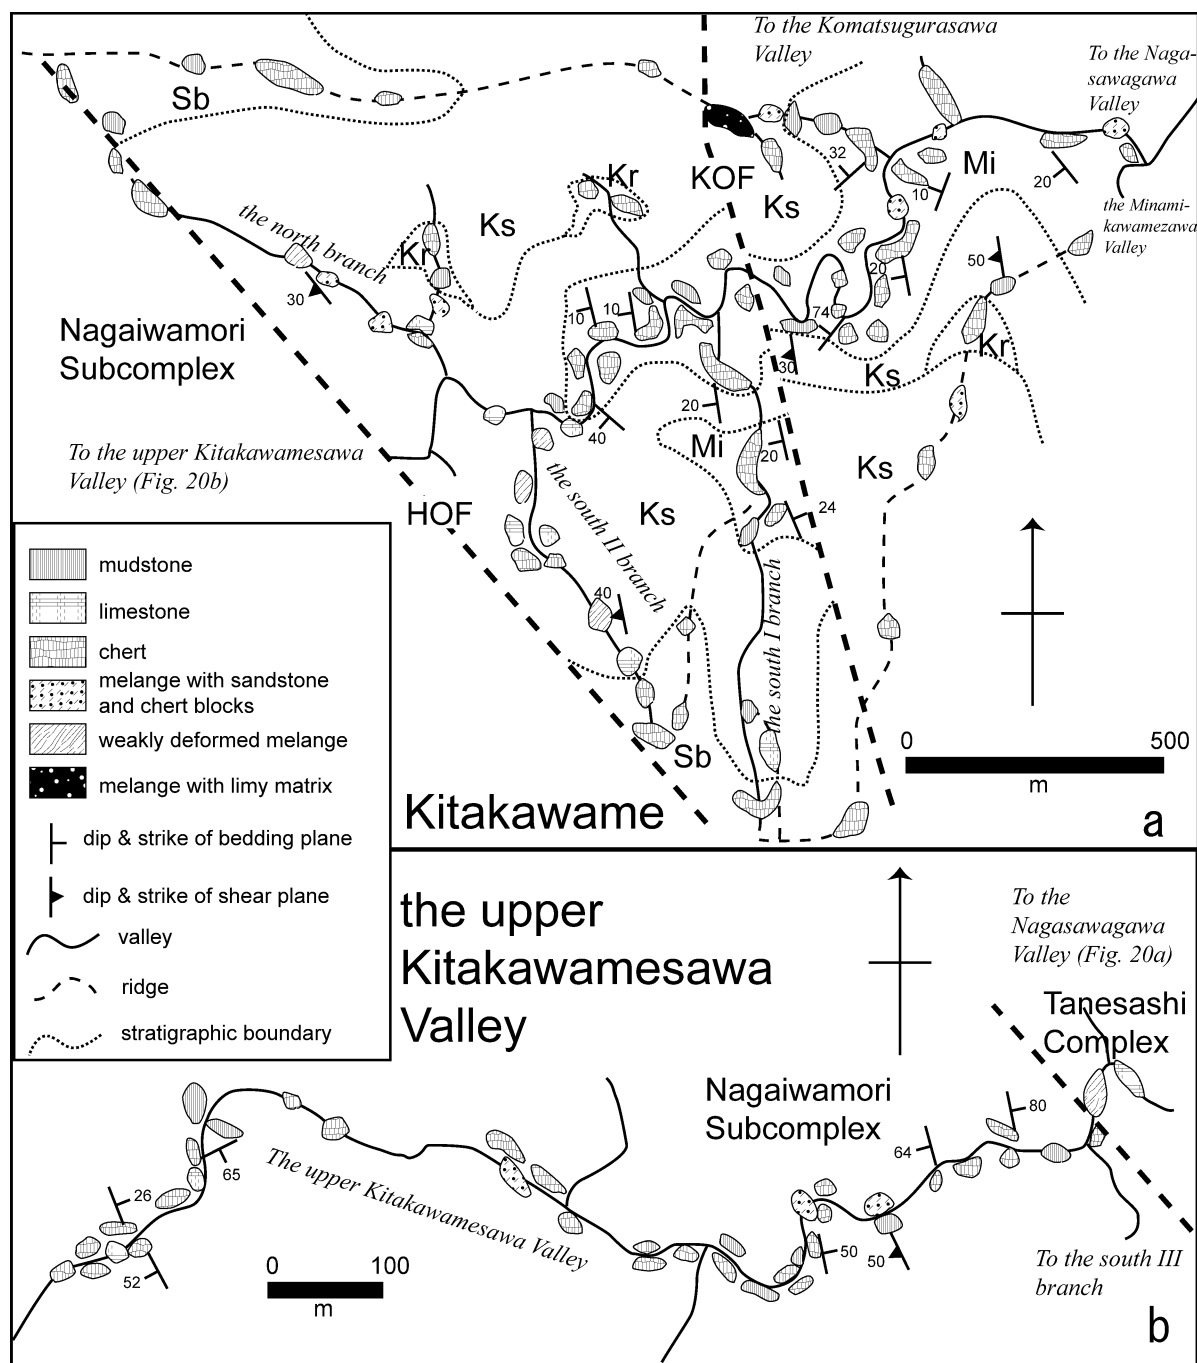 To the Komatsugurasawa
Valley
To the Naga-
sawagawa
Valley
Sb
KOF
32
Mi
10
20
the Minami-
kawamezawa
Valley
Kr
Ks
Ks
the north branch
Kr
30
50
20
10
10
74
30
Kr
Ks
Nagaiwamori
Subcomplex
20
40
Mi
20
To the upper Kitakawamesawa
Valley (Fig. 20b)
HOF
the south II branch
Ks
Ks
24
40
the south I branch
Sb
0 500
m
Kitakawame
a
mudstone
limestone
chert
melange with sandstone
and chert blocks
weakly deformed melange
melange with limy matrix
dip & strike of bedding plane
dip & strike of shear plane
valley
ridge
stratigraphic boundary
the upper
Kitakawamesawa
Valley
To the
Nagasawagawa
Valley (Fig. 20a)
Tanesashi
Complex
Nagaiwamori
Subcomplex
80
64
65
The upper Kitakawamesawa Valley
26
52
50
50
0 100
m
To the south III
branch
b